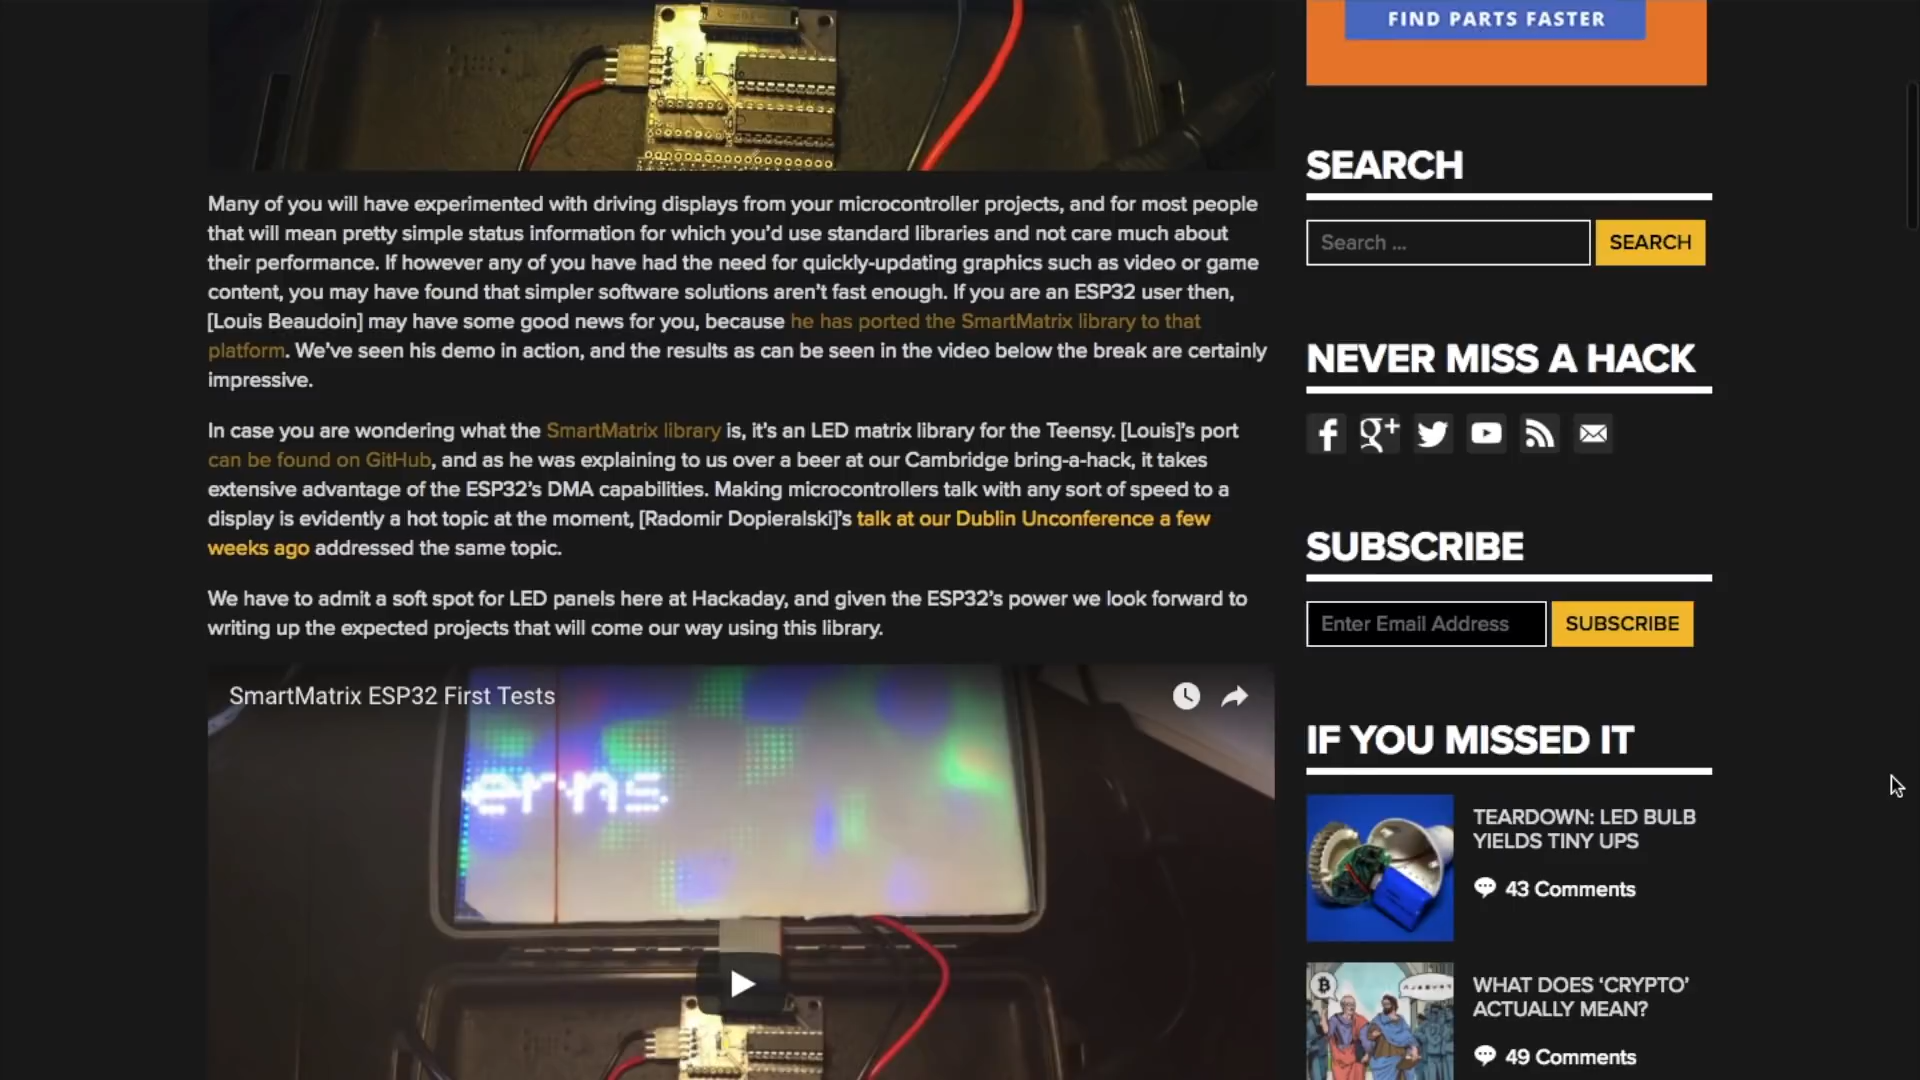 Many of you will have experimented with driving displays from your microcontroller projects, and for most people
that will mean pretty simple status information for which you’d use standard libraries and not care much about
their performance. If however any of you have had the need for quickly-updating graphics such as video or game
content, you may have found that simpler software solutions aren’t fast enough. If you are an ESP32 user then,
[Louis Beaudoin] may have some good news for you, because he has ported the SmartMatrix library to that
platform. We’ve seen his demo in action, and the results as can be seen in the video below the break are certainly
impressive.
In case you are wondering what the SmartMatrix library is, it’s an LED matrix library for the Teensy. [Louis]’s port
can be found on GitHub, and as he was explaining to us over a beer at our Cambridge bring-a-hack, it takes
extensive advantage of the ESP32’s DMA capabilities. Making microcontrollers talk with any sort of speed to a
display is evidently a hot topic at the moment, [Radomir Dopieralski]’s talk at our Dublin Unconference a few
weeks ago addressed the same topic.
We have to admit a soft spot for LED panels here at Hackaday, and given the ESP32’s power we look forward to
writing up the expected projects that will come our way using this library.
SmartMatrix ESP32 First Tests
erns
FIND PARTS FASTER
SEARCH
Search ...
SEARCH
NEVER MISS A HACK
SUBSCRIBE
Enter Email Address
SUBSCRIBE
IF YOU MISSED IT
TEARDOWN: LED BULB
YIELDS TINY UPS
43 Comments
WHAT DOES ‘CRYPTO’
ACTUALLY MEAN?
49 Comments